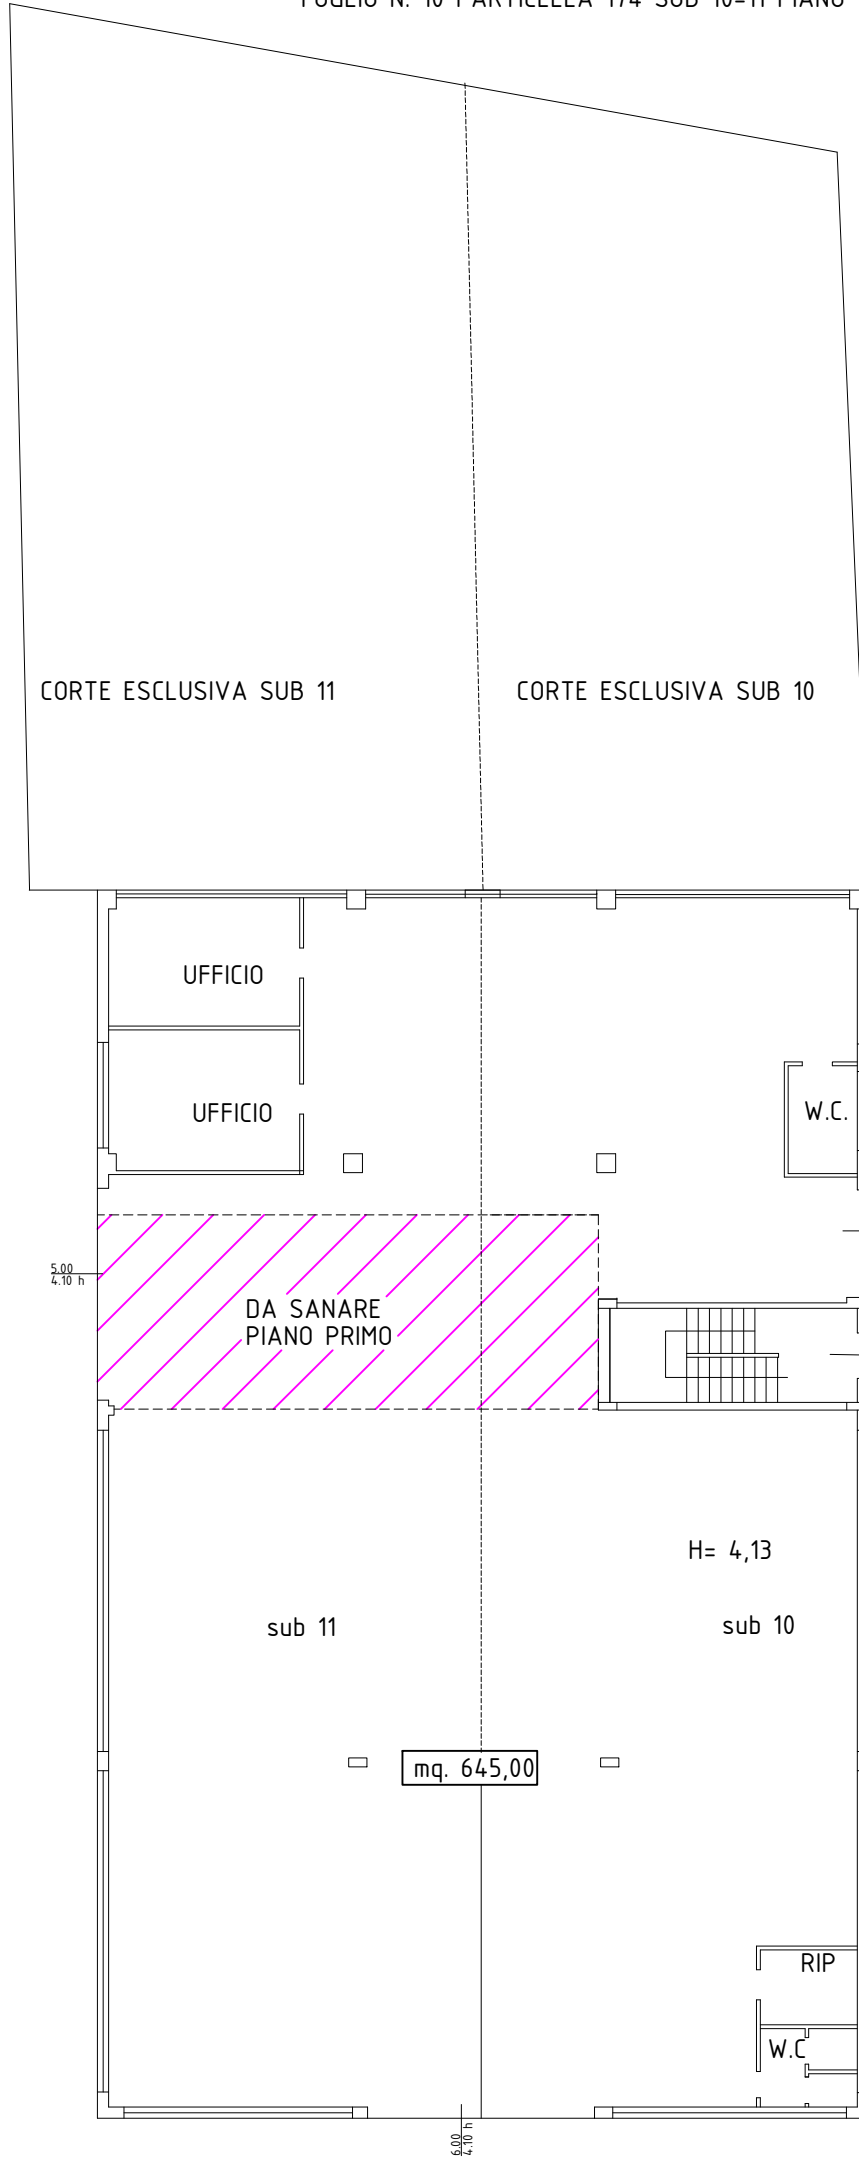 FOGLIO N. 10 PARTICELLA 174 SUB 10=11 PIANO
CORTE ESCLUSIVA SUB 11
CORTE ESCLUSIVA SUB 10
UFFICIO
UFFICIO
W.C.
5.00
4.10 h
DA SANARE
PIANO PRIMO
H= 4,13
sub 11
sub 10
mq. 645,00
RIP
W.C
6.00
4.10 h